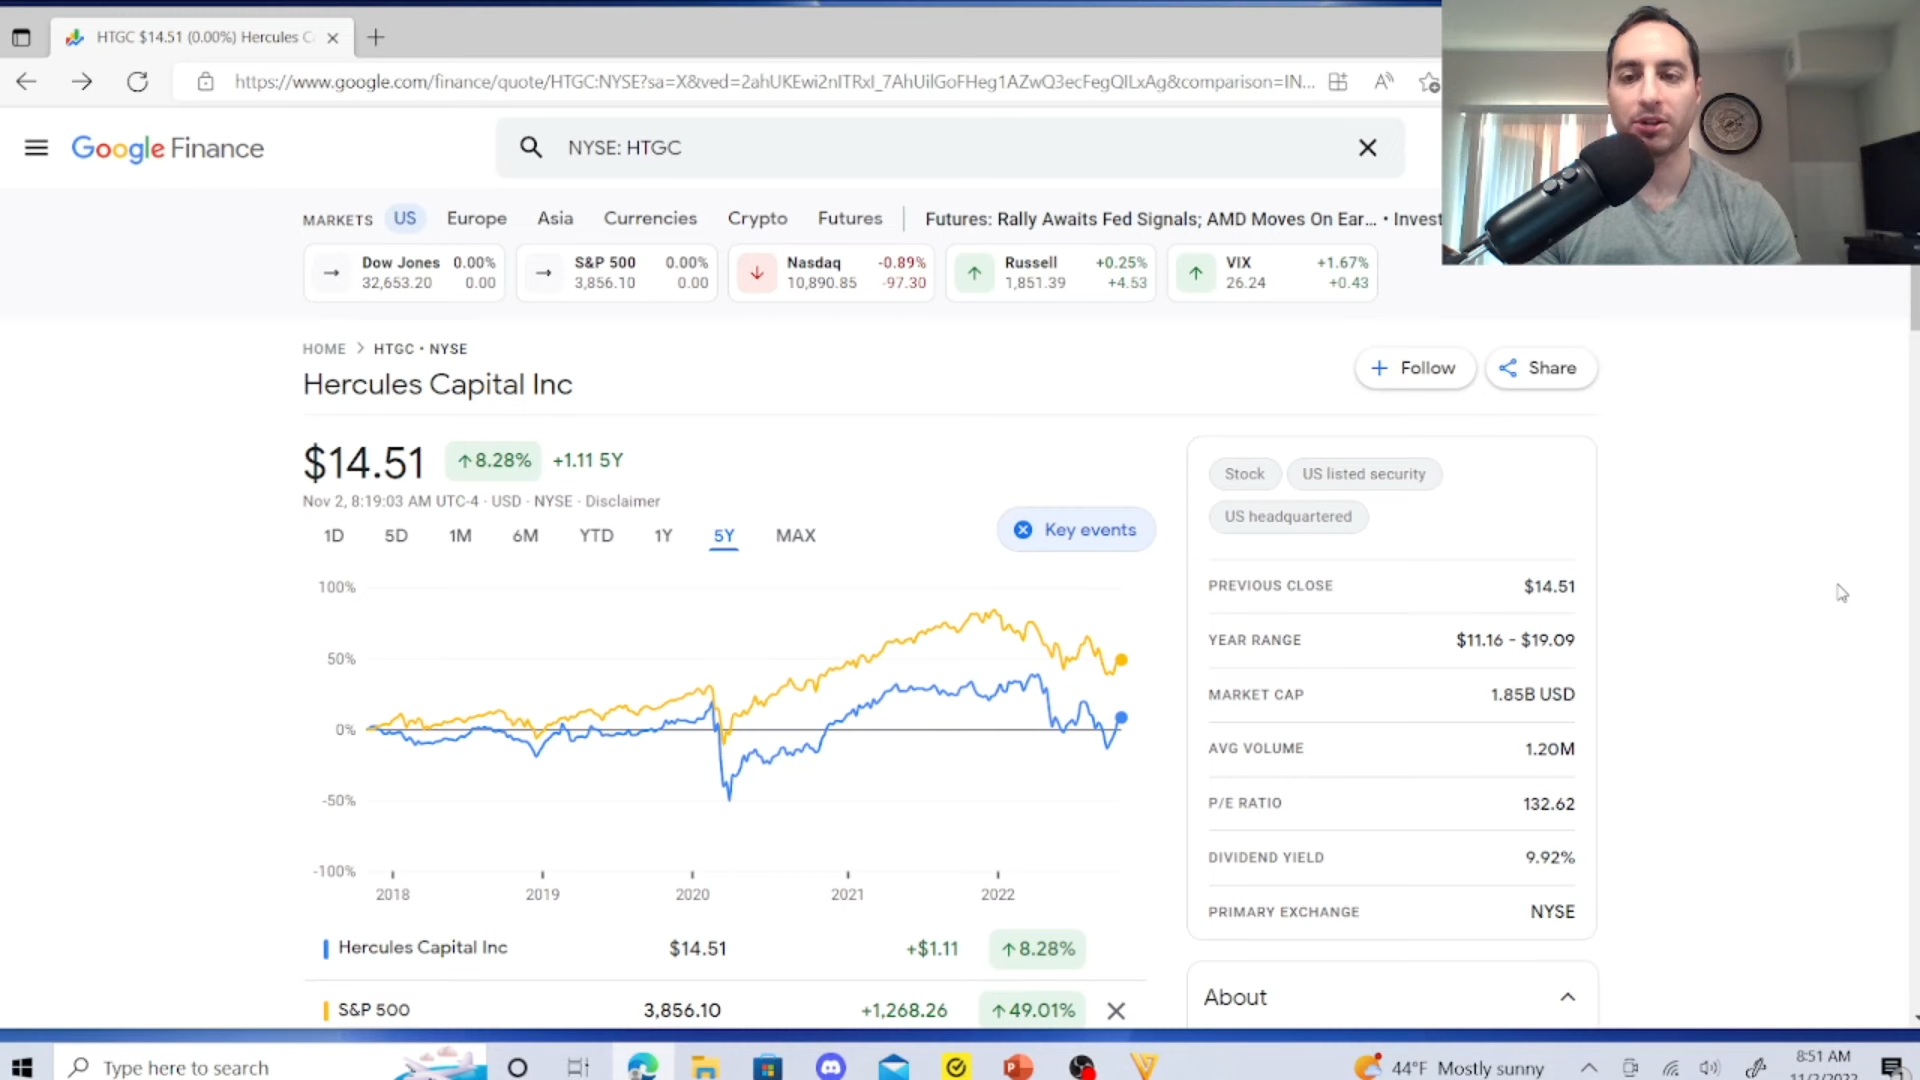 HTGC $14.51 (0.00%) Hercules C
https://www.google.com/finance/quote/HTGC:NYSE?sa=X&ved=2ahUKEwi2nITRxI_7AhUilGoFHeg1AZwQ3ecFegQILxAg&comparison=IN...
Google Finance
NYSE: HTGC
MARKETS US Europe Asia Currencies Crypto Futures Futures: Rally Awaits Fed Signals; AMD Moves On Ear... • Invest
Dow Jones 0.00%
32,653.20 0.00
S&P 500 0.00%
3,856.10 0.00
Nasdaq -0.89%
10,890.85 -97.30
Russell +0.25%
1,851.39 +4.53
VIX +1.67%
26.24 +0.43
HOME > HTGC • NYSE
Hercules Capital Inc
Follow
Share
$14.51 ↑8.28% +1.11 5Y
Nov 2, 8:19:03 AM UTC-4 · USD · NYSE · Disclaimer
1D 5D 1M 6M YTD 1Y 5Y MAX
Key events
100%
50%
0%
-50%
-100%
2018 2019 2020 2021 2022
Hercules Capital Inc $14.51 +$1.11 ↑8.28%
S&P 500 3,856.10 +1,268.26 ↑49.01%
Stock US listed security
US headquartered
PREVIOUS CLOSE $14.51
YEAR RANGE $11.16 - $19.09
MARKET CAP 1.85B USD
AVG VOLUME 1.20M
P/E RATIO 132.62
DIVIDEND YIELD 9.92%
PRIMARY EXCHANGE NYSE
About
Type here to search
44°F Mostly sunny
8:51 AM